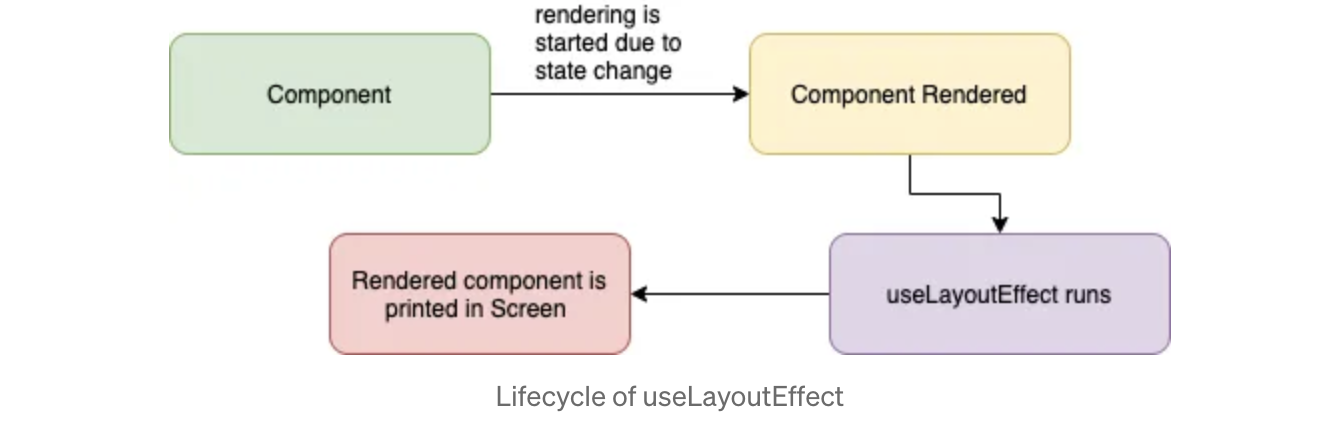 Component
rendering is
started due to
state change
Component Rendered
useLayoutEffect runs
Rendered component is
printed in Screen
Lifecycle of useLayoutEffect